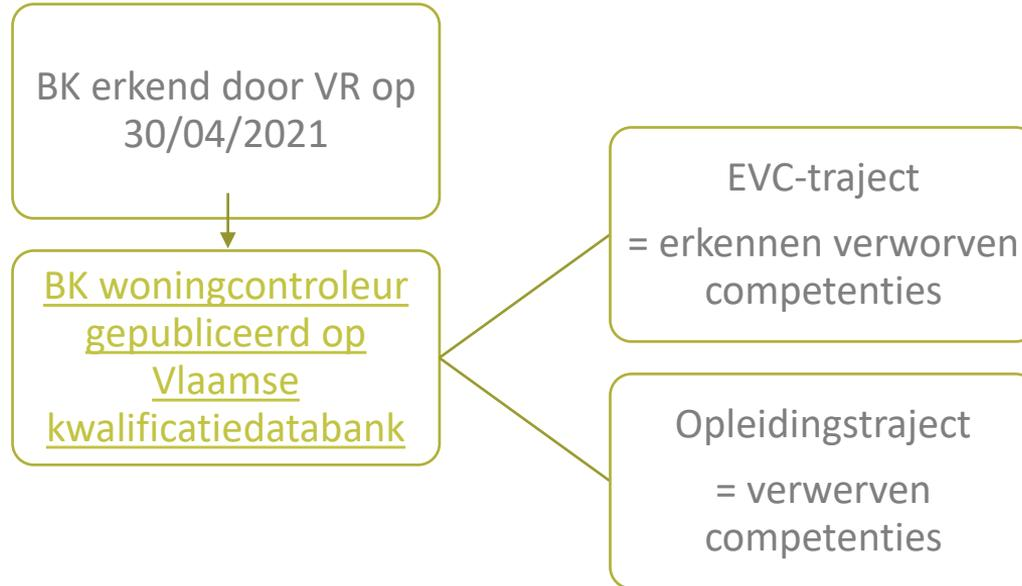 BK erkend door VR op
30/04/2021
BK woningcontroleur
gepubliceerd op
Vlaamse
kwalificatiedatabank
EVC-traject
= erkennen verworven
competenties
Opleidingstraject
= verwerven
competenties